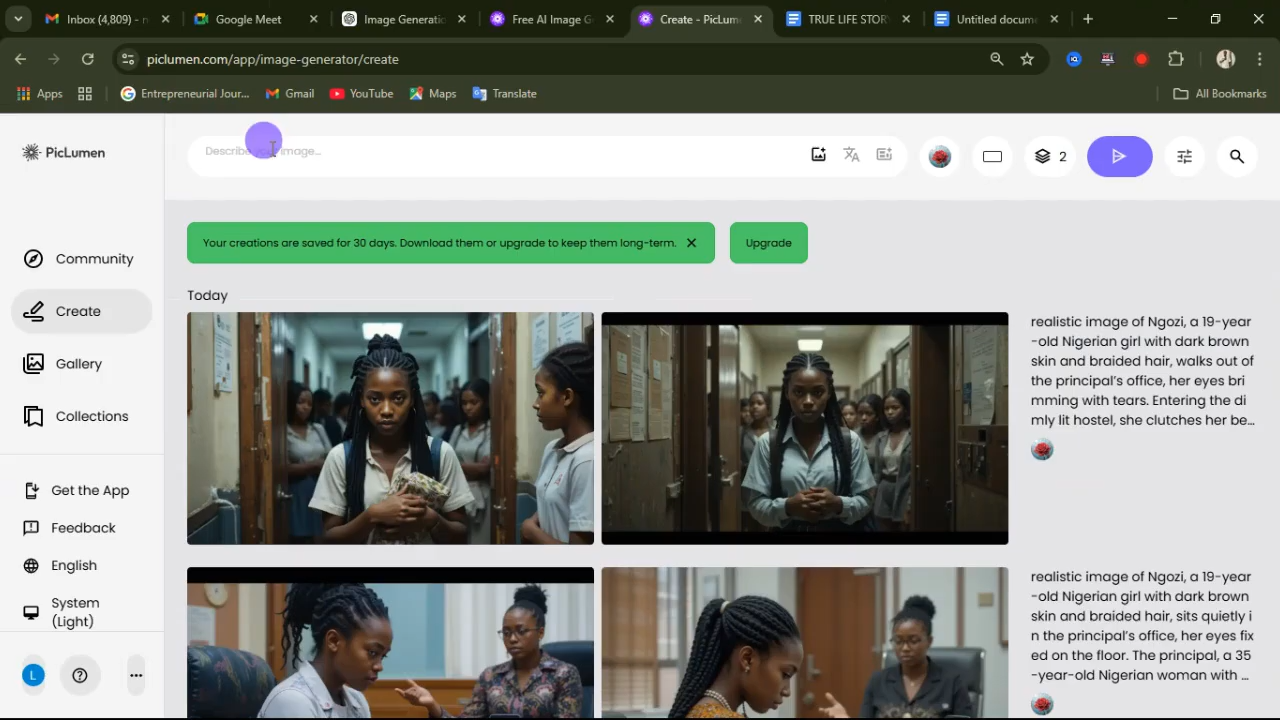 Inbox (4,809) - n
Google Meet
Image Generatio
Free AI Image G
Create - PicLum
TRUE LIFE STOR
Untitled docum
piclumen.com/app/image-generator/create
Apps
Entrepreneurial Jour...
Gmail
YouTube
Maps
Translate
All Bookmarks
PicLumen
Describe your image...
2
Your creations are saved for 30 days. Download them or upgrade to keep them long-term.
Upgrade
Community
Create
Gallery
Collections
Get the App
Feedback
English
System
(Light)
L
Today
realistic image of Ngozi, a 19-year
-old Nigerian girl with dark brown
skin and braided hair, walks out of
the principal's office, her eyes bri
mming with tears. Entering the di
mly lit hostel, she clutches her be...
realistic image of Ngozi, a 19-year
-old Nigerian girl with dark brown
skin and braided hair, sits quietly i
n the principal's office, her eyes fix
ed on the floor. The principal, a 35
-year-old Nigerian woman with ...